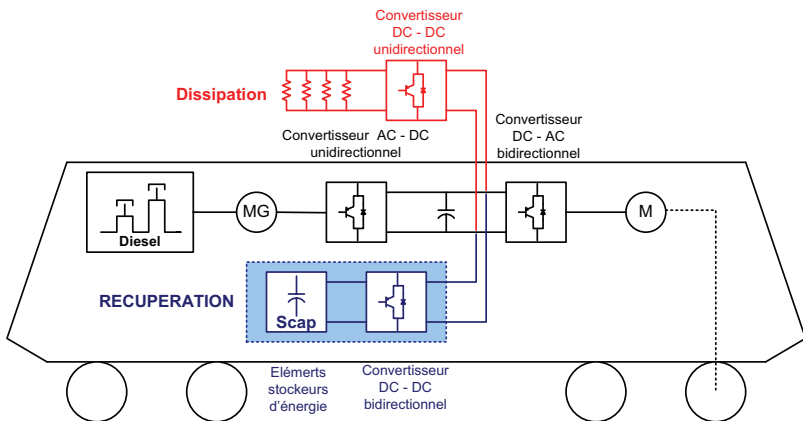 Convertisseur
DC - DC
unidirectionnel
Dissipation
Convertisseur AC - DC
unidirectionnel
Convertisseur
DC - AC
bidirectionnel
Diesel
MG
M
RECUPERATION
Scap
Elémerts
stockeurs
d'énergie
Convertisseur
DC - DC
bidirectionnel